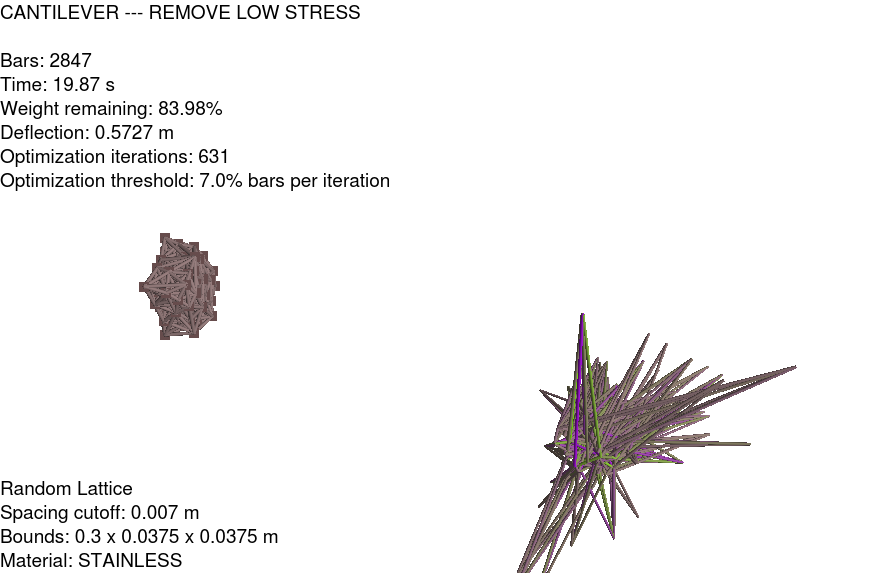 CANTILEVER --- REMOVE LOW STRESS
Bars: 2847
Time: 19.87 s
Weight remaining: 83.98%
Deflection: 0.5727 m
Optimization iterations: 631
Optimization threshold: 7.0% bars per iteration
Random Lattice
Spacing cutoff: 0.007 m
Bounds: 0.3 x 0.0375 x 0.0375 m
Material: STAINLESS